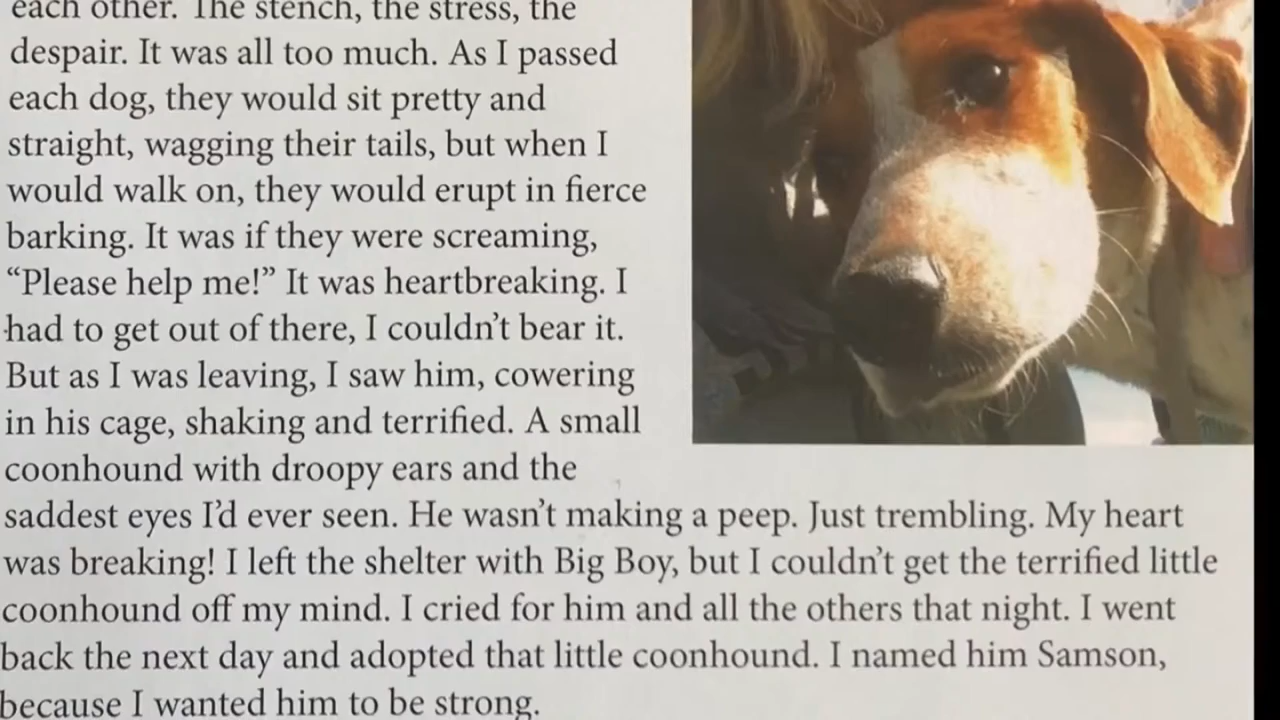 each other. The stench, the stress, the
despair. It was all too much. As I passed
each dog, they would sit pretty and
straight, wagging their tails, but when I
would walk on, they would erupt in fierce
barking. It was if they were screaming,
“Please help me!” It was heartbreaking. I
had to get out of there, I couldn’t bear it.
But as I was leaving, I saw him, cowering
in his cage, shaking and terrified. A small
coonhound with droopy ears and the
saddest eyes I’d ever seen. He wasn’t making a peep. Just trembling. My heart
was breaking! I left the shelter with Big Boy, but I couldn’t get the terrified little
coonhound off my mind. I cried for him and all the others that night. I went
back the next day and adopted that little coonhound. I named him Samson,
because I wanted him to be strong.